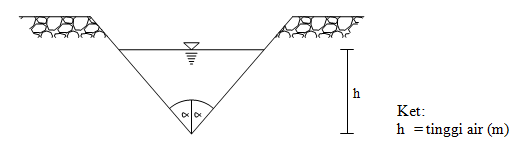 h
∝ ∝
Ket:
h = tinggi air (m)